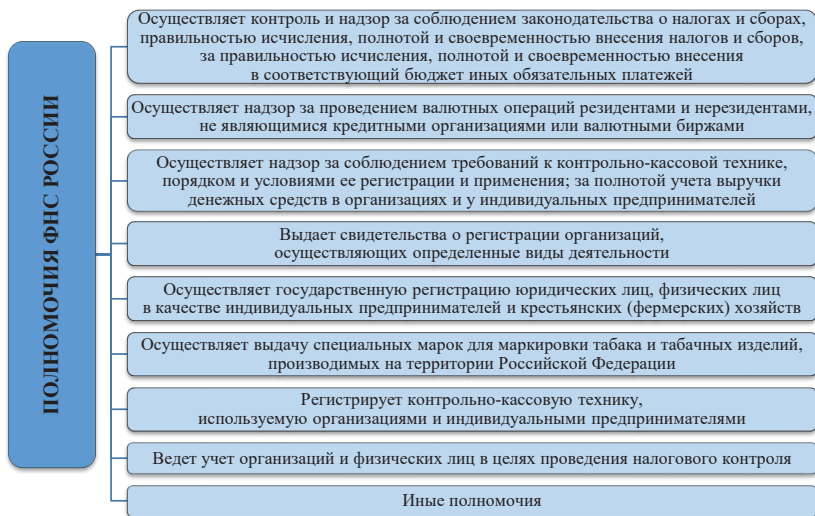 ПОЛНОМОЧИЯ ФНС РОССИИ
Осуществляет контроль и надзор за соблюдением законодательства о налогах и сборах,
правильностью исчисления, полнотой и своевременностью внесения налогов и сборов,
за правильностью исчисления, полнотой и своевременностью внесения
в соответствующий бюджет иных обязательных платежей
Осуществляет надзор за проведением валютных операций резидентами и нерезидентами,
не являющимися кредитными организациями или валютными биржами
Осуществляет надзор за соблюдением требований к контрольно-кассовой технике,
порядком и условиями ее регистрации и применения; за полнотой учета выручки
денежных средств в организациях и у индивидуальных предпринимателей
Выдает свидетельства о регистрации организаций,
осуществляющих определенные виды деятельности
Осуществляет государственную регистрацию юридических лиц, физических лиц
в качестве индивидуальных предпринимателей и крестьянских (фермерских) хозяйств
Осуществляет выдачу специальных марок для маркировки табака и табачных изделий,
производимых на территории Российской Федерации
Регистрирует контрольно-кассовую технику,
используемую организациями и индивидуальными предпринимателями
Ведет учет организаций и физических лиц в целях проведения налогового контроля
Иные полномочия